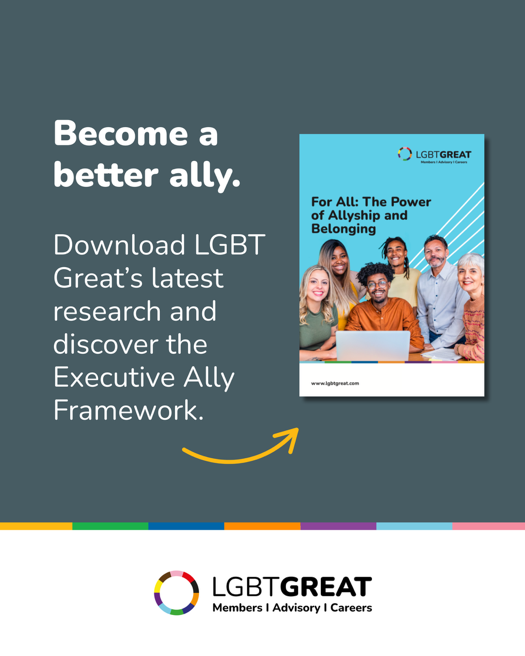 Become a
better ally.
Download LGBT
Great’s latest
research and
discover the
Executive Ally
Framework.
LGBTGREAT
Members I Advisory I Careers
For All: The Power
of Allyship and
Belonging
www.lgbtgreat.com
LGBTGREAT
Members I Advisory I Careers